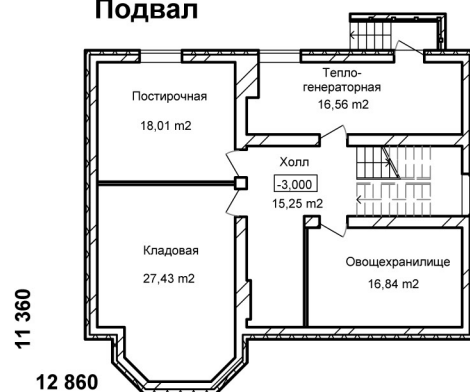 Подвал
Постирочная
18,01 m2
Тепло-
генераторная
16,56 m2
Холл
-3,000
15,25 m2
Кладовая
27,43 m2
Овощехранилище
16,84 m2
11 360
12 860